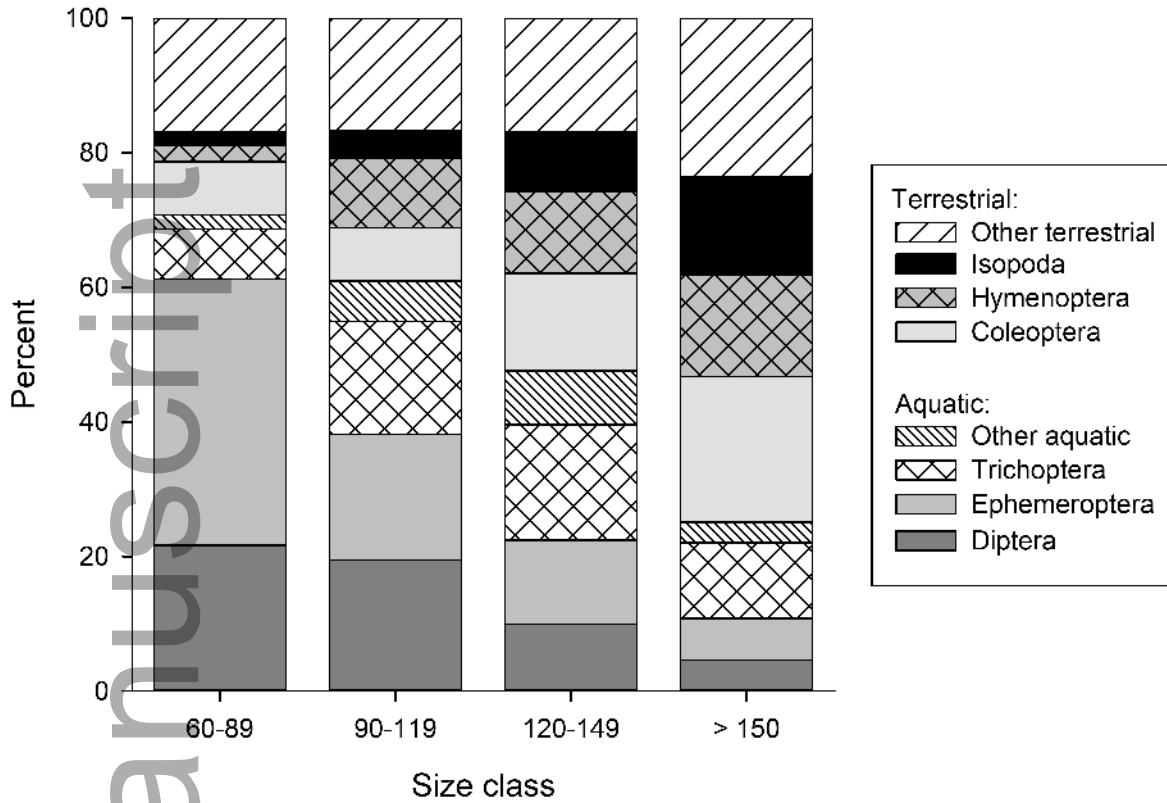 100
80
60
40
20
0
Percent
60-89
90-119
120-149
> 150
Size class
Terrestrial:
Other terrestrial
Isopoda
Hymenoptera
Coleoptera
Aquatic:
Other aquatic
Trichoptera
Ephemeroptera
Diptera
anuscript